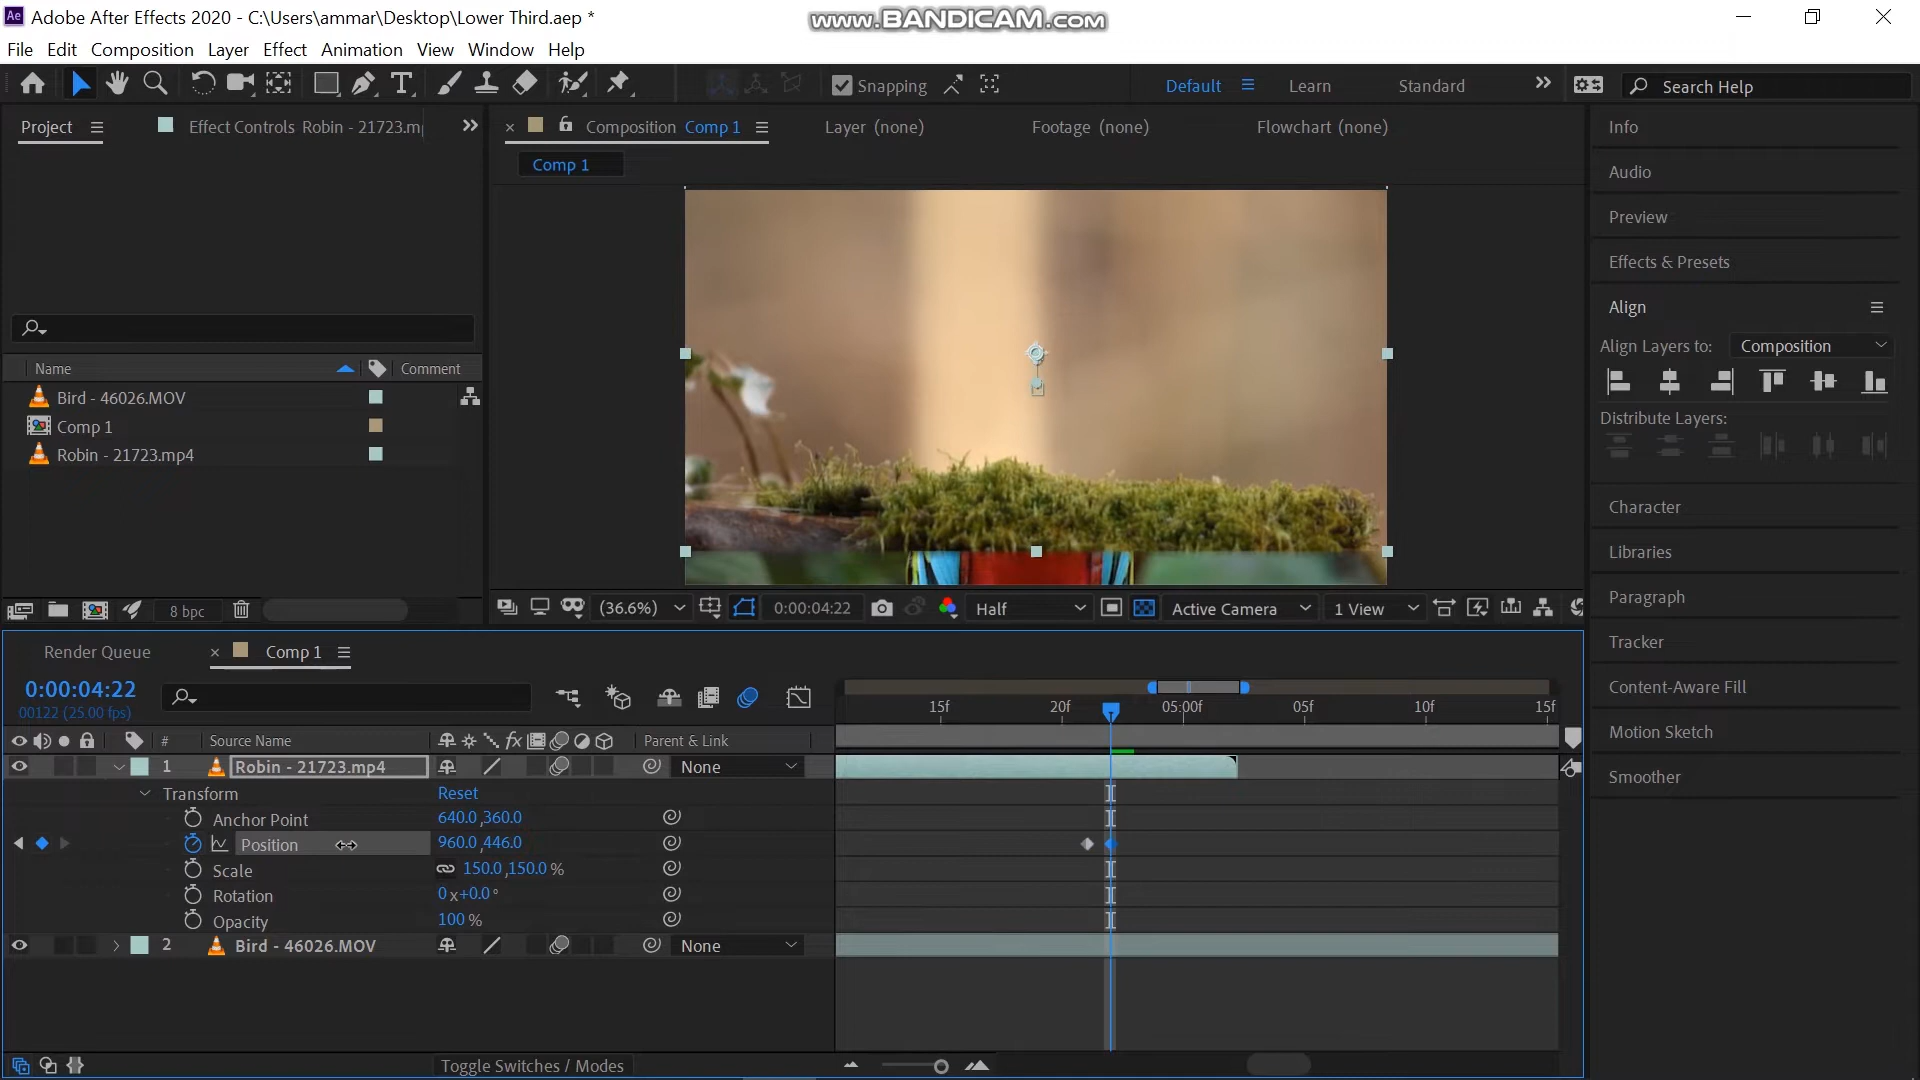 Ae Adobe After Effects 2020 - C:\Users\ammar\Desktop\Lower Third.aep *
www.BANDICAM.com
File Edit Composition Layer Effect Animation View Window Help
Snapping
Default Learn Standard
Search Help
Project
Effect Controls Robin - 21723.m
Composition Comp 1
Layer (none)
Footage (none)
Flowchart (none)
Comp 1
Name Comment
Bird - 46026.MOV
Comp 1
Robin - 21723.mp4
8 bpc
(36.6%) 0:00:04:22 Half Active Camera 1 View
Info
Audio
Preview
Effects & Presets
Align
Align Layers to: Composition
Distribute Layers:
Character
Libraries
Paragraph
Tracker
Content-Aware Fill
Motion Sketch
Smoother
Render Queue Comp 1
0:00:04:22
00122 (25.00 fps)
15f 20f 05:00f 05f 10f 15f
# Source Name fx Parent & Link
1 Robin - 21723.mp4 None
Transform Reset
Anchor Point 640.0,360.0
Position 960.0,446.0
Scale 150.0,150.0 %
Rotation 0x+0.0°
Opacity 100 %
2 Bird - 46026.MOV None
Toggle Switches / Modes